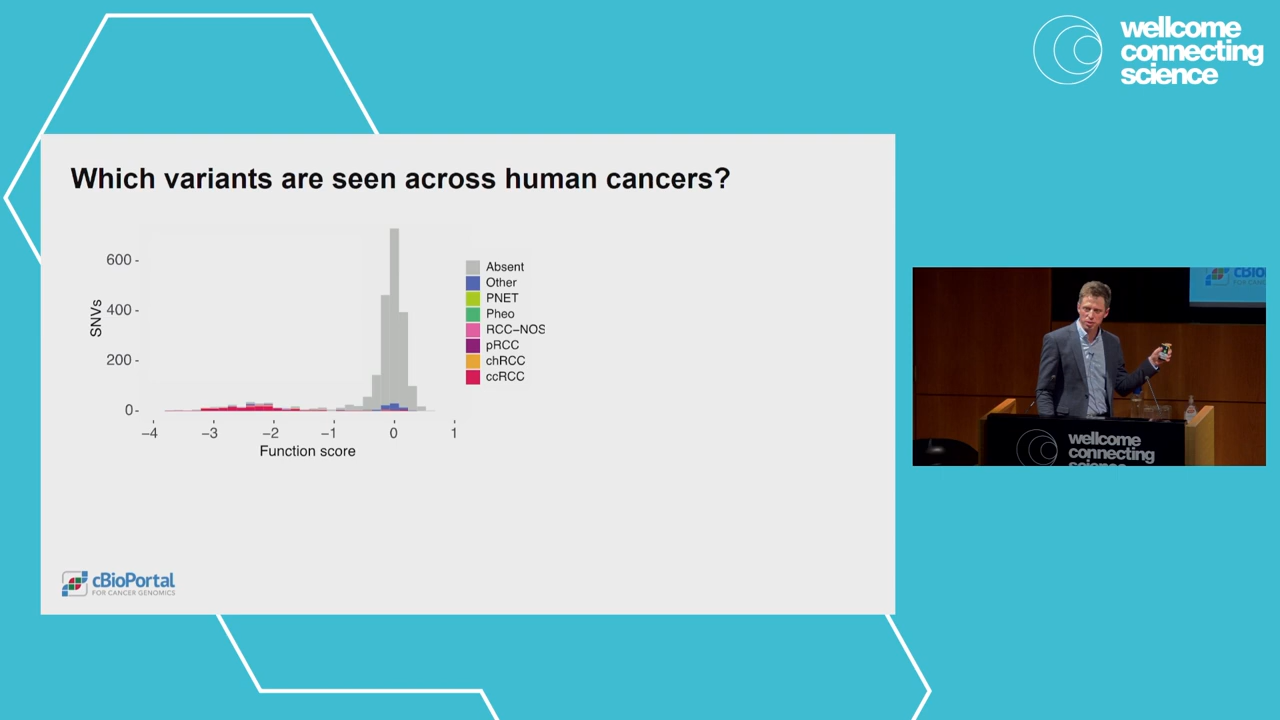 wellcome
connecting
science
Which variants are seen across human cancers?
600
400
200
0
SNVs
−4 −3 −2 −1 0 1
Function score
Absent
Other
PNET
Pheo
RCC−NOS
pRCC
chRCC
ccRCC
cBioPortal
FOR CANCER GENOMICS
cBio
wellcome
connecting
science